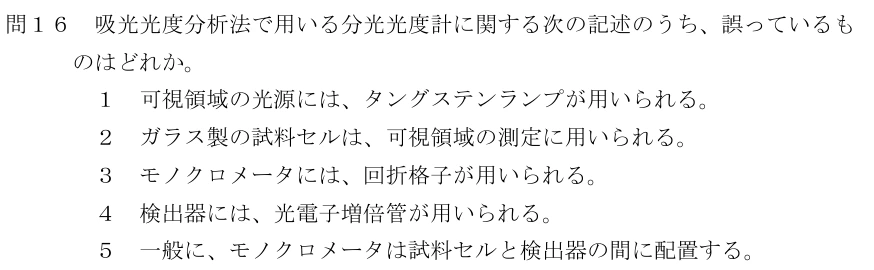 問１６　吸光光度分析法で用いる分光光度計に関する次の記述のうち、誤っているも
のはどれか。
１　可視領域の光源には、タングステンランプが用いられる。
２　ガラス製の試料セルは、可視領域の測定に用いられる。
３　モノクロメータには、回折格子が用いられる。
４　検出器には、光電子増倍管が用いられる。
５　一般に、モノクロメータは試料セルと検出器の間に配置する。